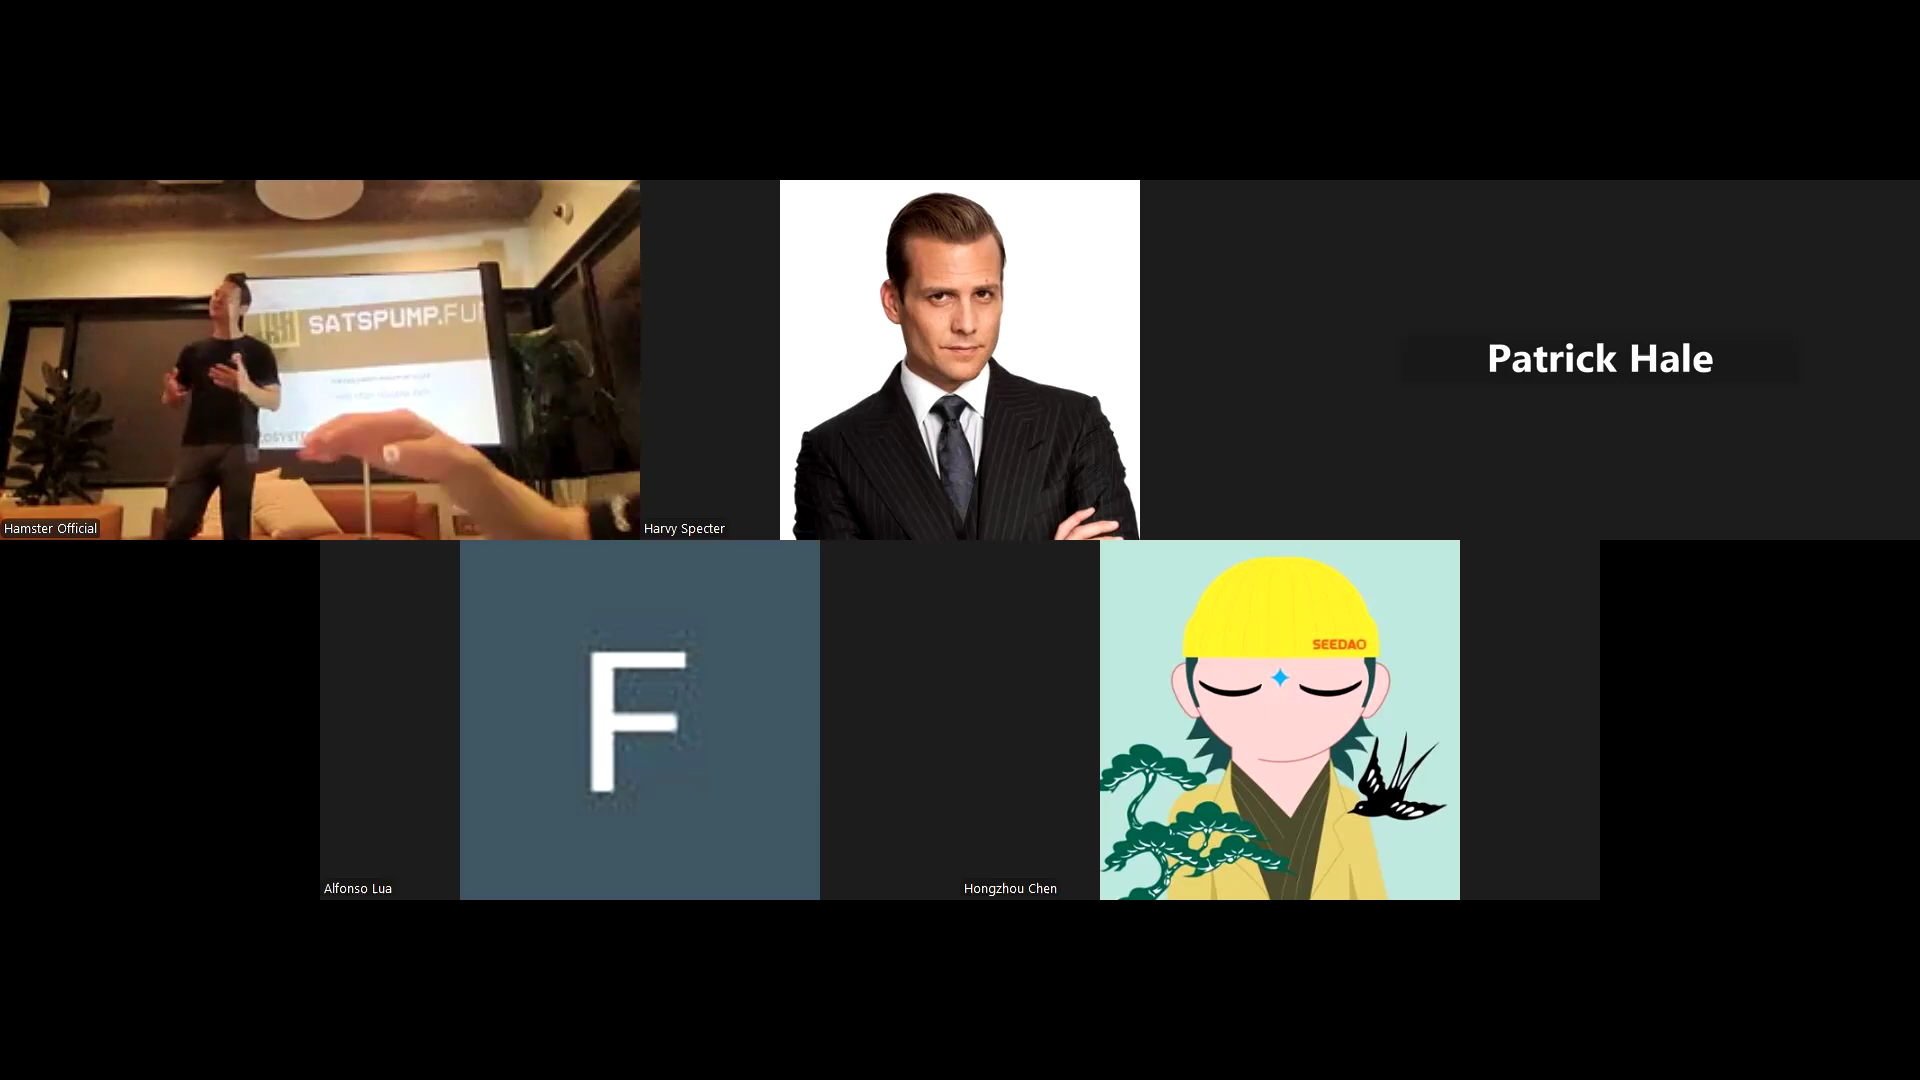 SATSPUMP.FU
Hamster Official
Harvy Specter
Patrick Hale
F
Alfonso Lua
SEEDAO
Hongzhou Chen